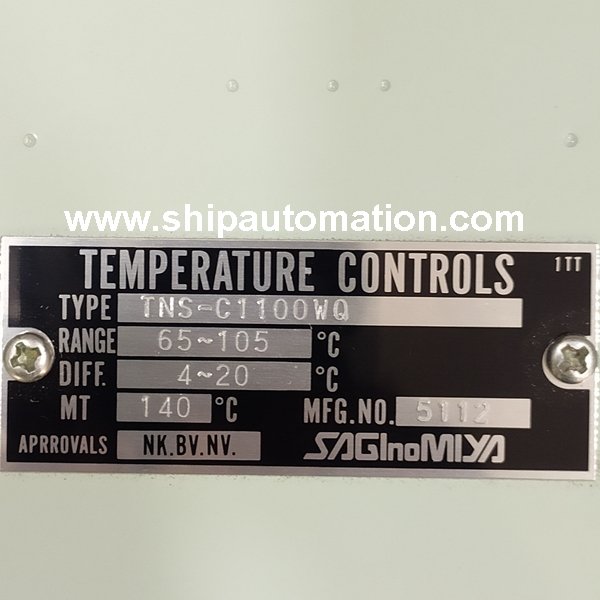 www.shipautomation.com
TEMPERATURE CONTROLS 1TT
TYPE TNS-C1100WQ
RANGE 65~105 °C
DIFF. 4~20 °C
MT 140 °C MFG.NO. 5112
APRROVALS NK.BV.NV. SAGInoMIYA